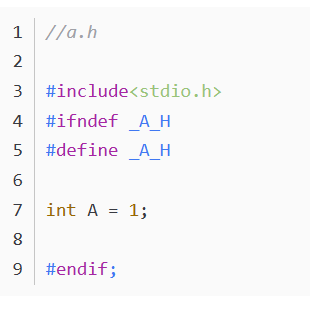 1 //a.h
2
3 #include<stdio.h>
4 #ifndef _A_H
5 #define _A_H
6
7 int A = 1;
8
9 #endif;